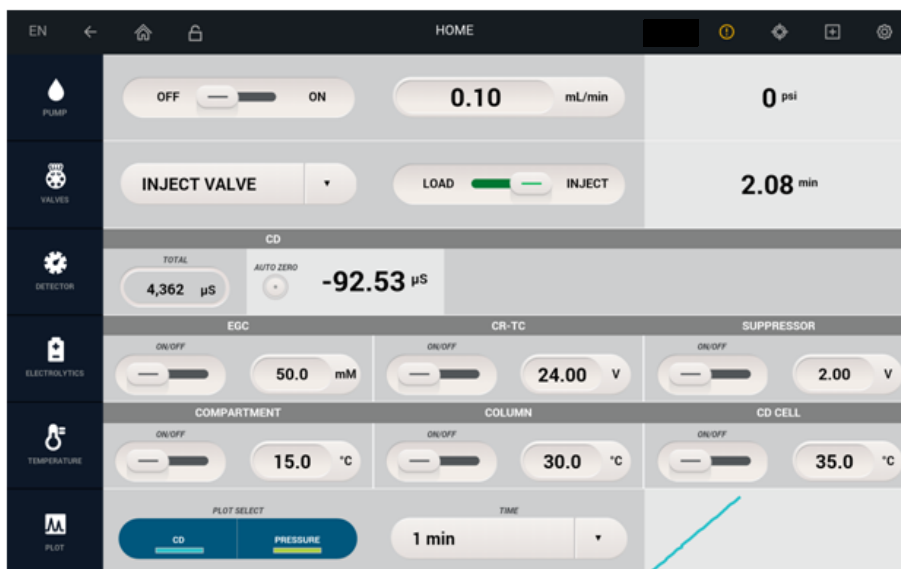 EN HOME
PUMP OFF ON 0.10 mL/min 0 psi
VALVES INJECT VALVE LOAD INJECT 2.08 min
CD
DETECTOR TOTAL 4,362 µS AUTO ZERO -92.53 µS
EGC CR-TC SUPPRESSOR
ON/OFF ON/OFF ON/OFF
ELECTROLYTICS 50.0 mM 24.00 V 2.00 V
COMPARTMENT COLUMN CD CELL
ON/OFF ON/OFF ON/OFF
TEMPERATURE 15.0 °C 30.0 °C 35.0 °C
PLOT SELECT TIME
PLOT CD PRESSURE 1 min